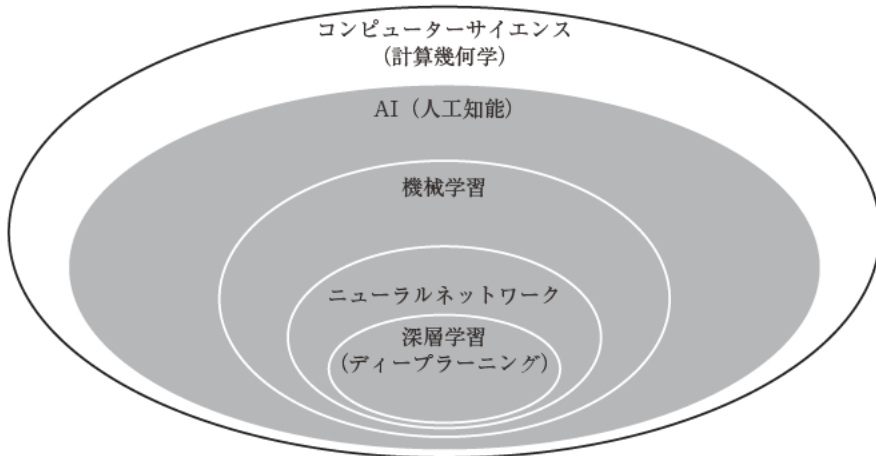 コンピューターサイエンス
（計算幾何学）
AI（人工知能）
機械学習
ニューラルネットワーク
深層学習
（ディープラーニング）